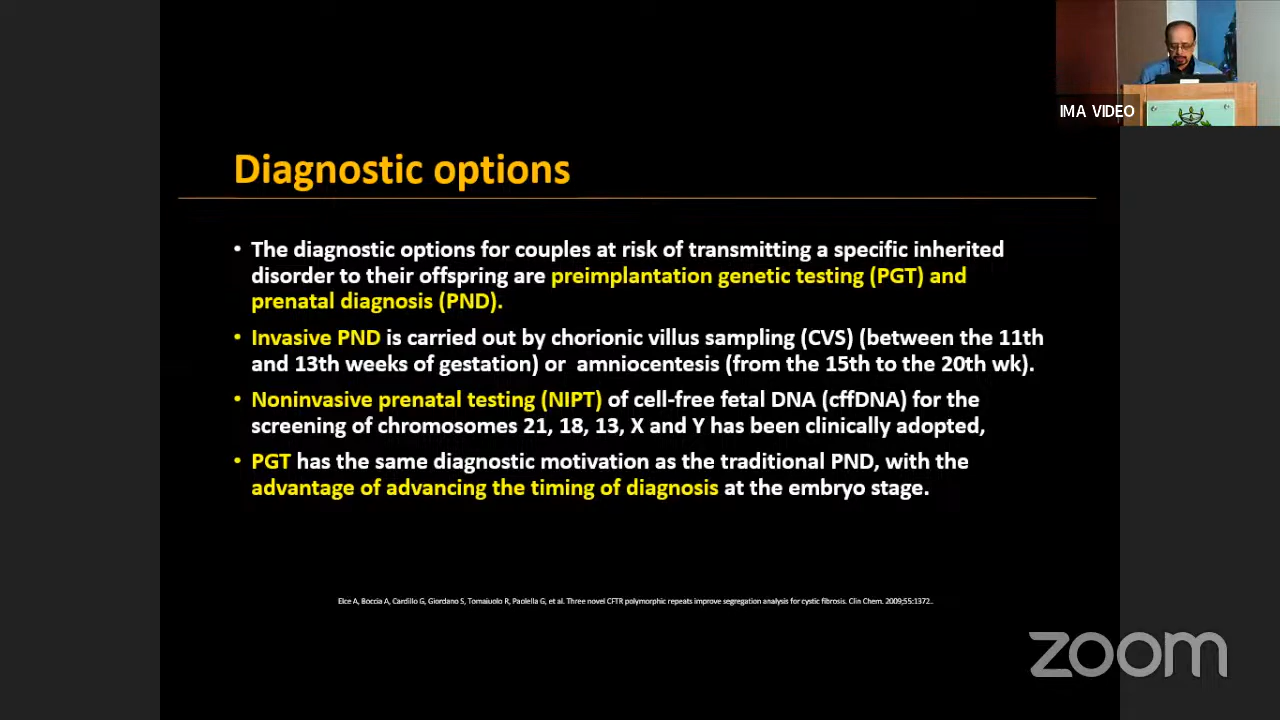 IMA VIDEO
Diagnostic options
• The diagnostic options for couples at risk of transmitting a specific inherited
disorder to their offspring are preimplantation genetic testing (PGT) and
prenatal diagnosis (PND).
• Invasive PND is carried out by chorionic villus sampling (CVS) (between the 11th
and 13th weeks of gestation) or amniocentesis (from the 15th to the 20th wk).
• Noninvasive prenatal testing (NIPT) of cell-free fetal DNA (cffDNA) for the
screening of chromosomes 21, 18, 13, X and Y has been clinically adopted,
• PGT has the same diagnostic motivation as the traditional PND, with the
advantage of advancing the timing of diagnosis at the embryo stage.
Elce A, Boccia A, Cardillo G, Giordano S, Tomaiuolo R, Paolella G, et al. Three novel CFTR polymorphic repeats improve segregation analysis for cystic fibrosis. Clin Chem. 2009;55:1372..
zoom